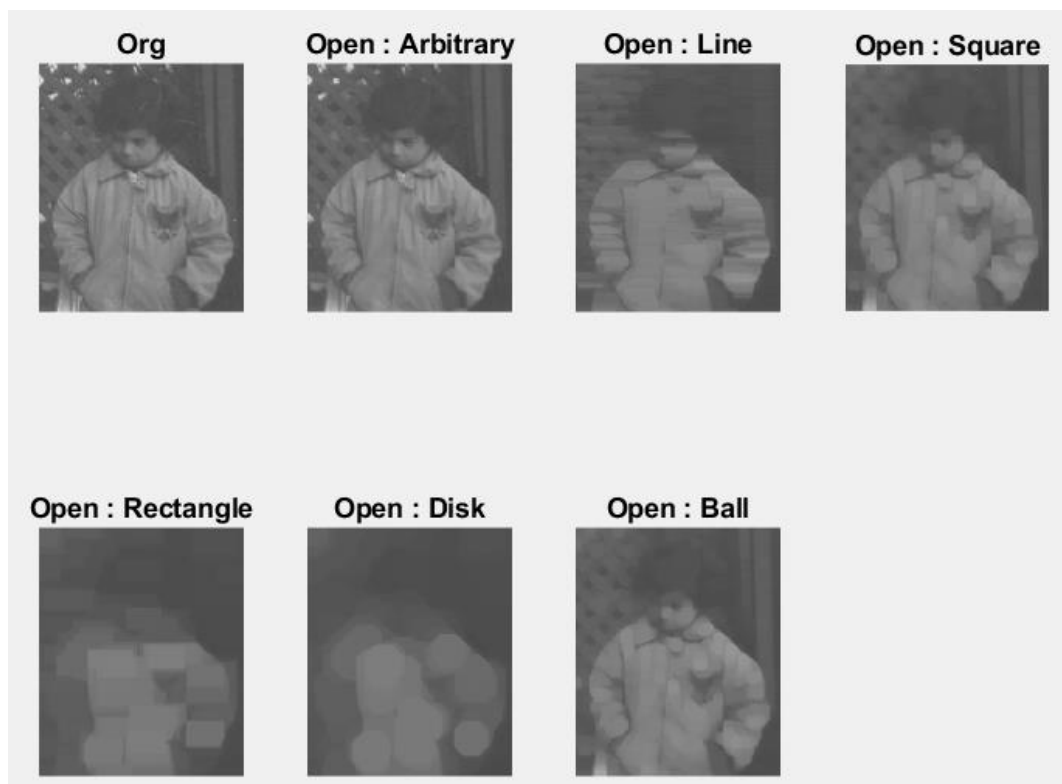 Org
Open : Arbitrary
Open : Line
Open : Square
Open : Rectangle
Open : Disk
Open : Ball